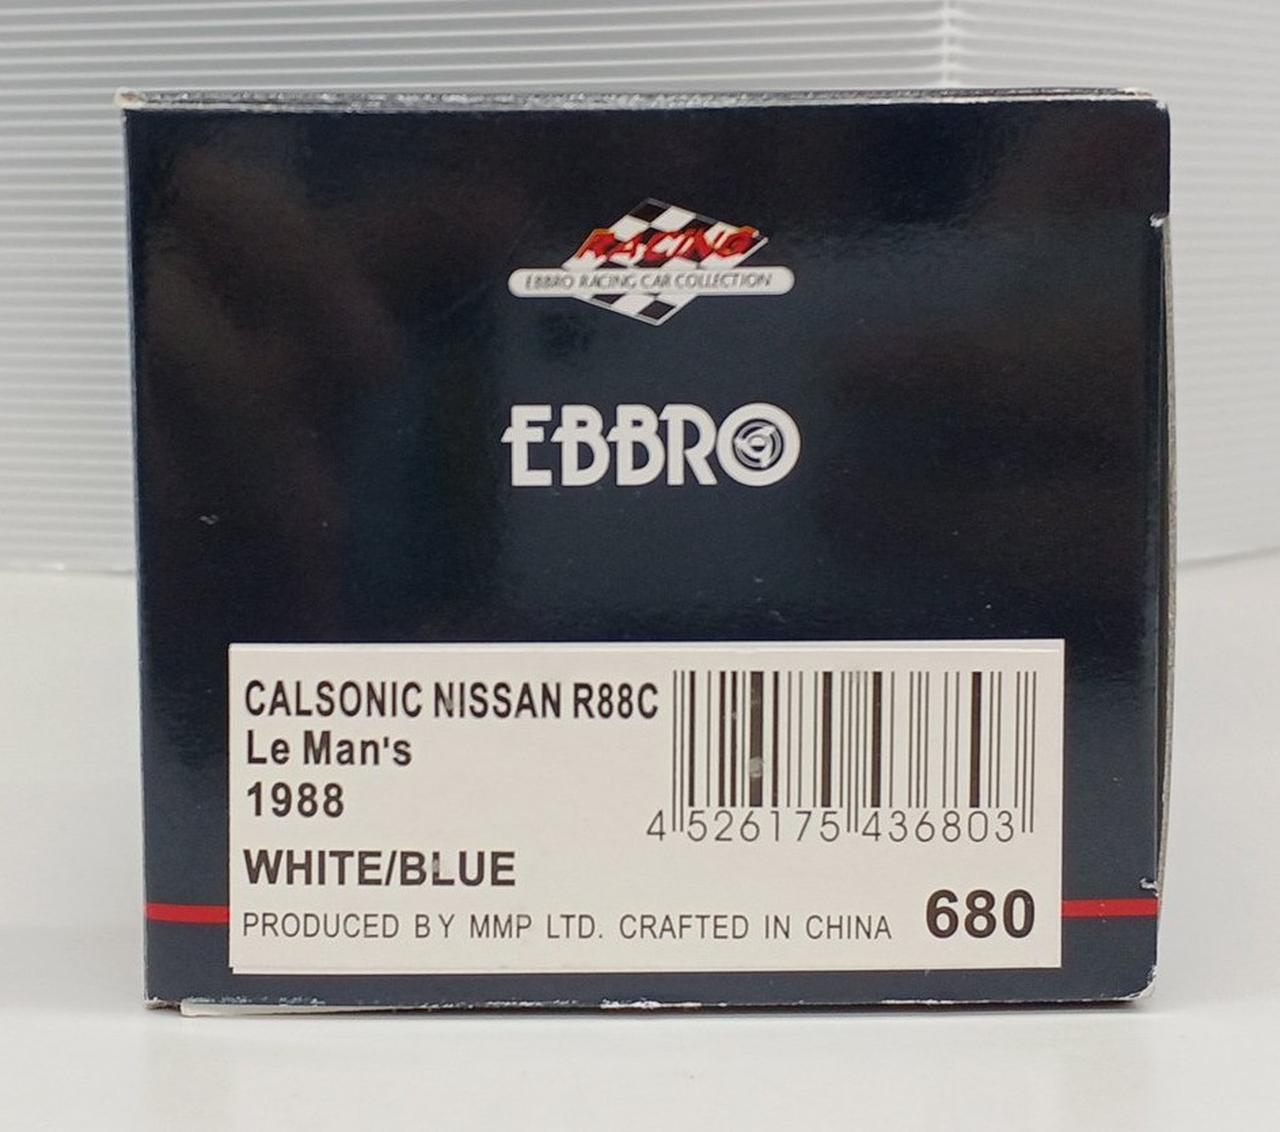 RACING
EBBRO RACING CAR COLLECTION
EBBRO
CALSONIC NISSAN R88C
Le Man's
1988
4 526175 436803
WHITE/BLUE
PRODUCED BY MMP LTD. CRAFTED IN CHINA 680